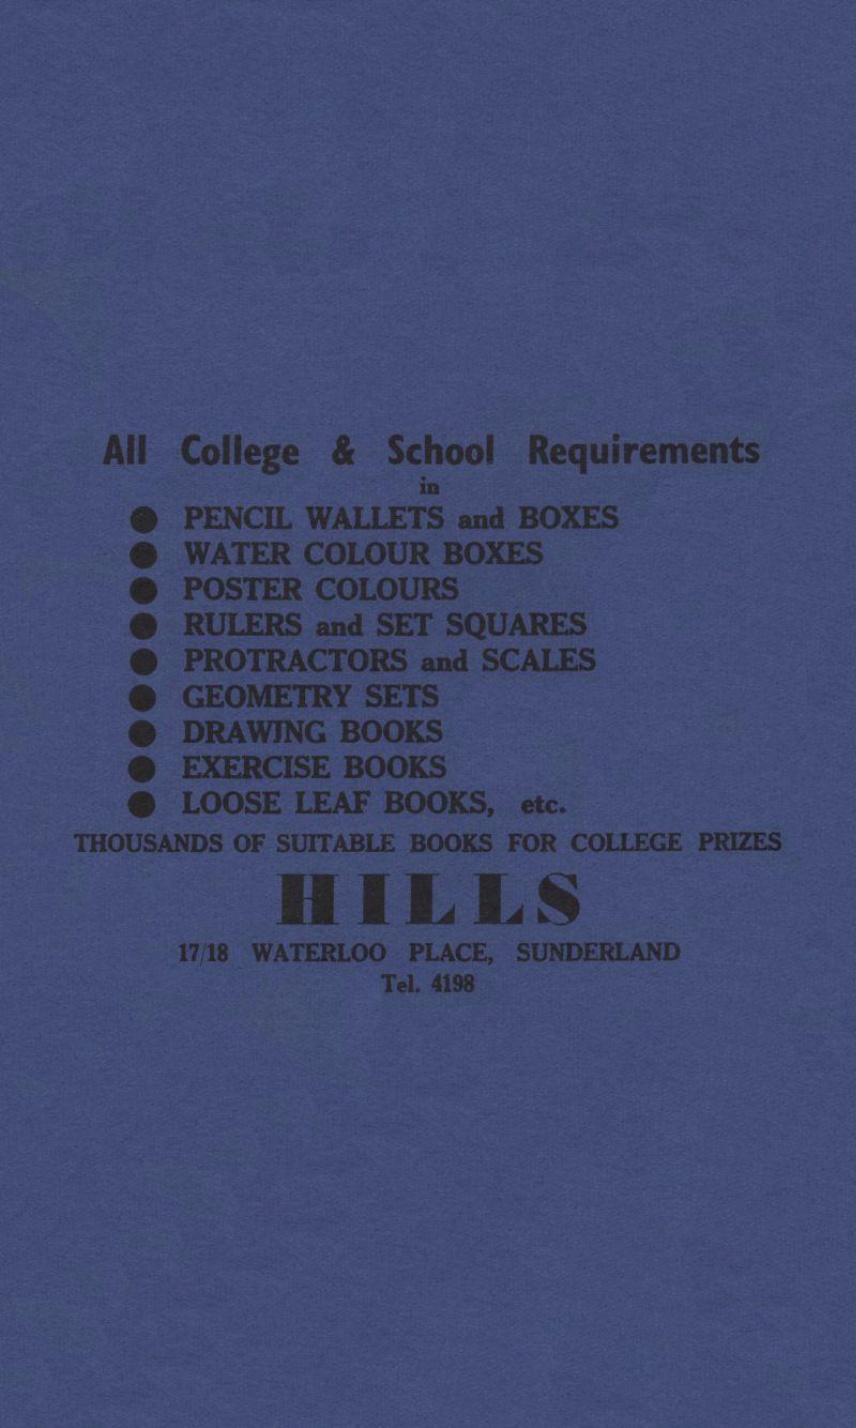 All College & School Requirements
in
● PENCIL WALLETS and BOXES
● WATER COLOUR BOXES
● POSTER COLOURS
● RULERS and SET SQUARES
● PROTRACTORS and SCALES
● GEOMETRY SETS
● DRAWING BOOKS
● EXERCISE BOOKS
● LOOSE LEAF BOOKS, etc.
THOUSANDS OF SUITABLE BOOKS FOR COLLEGE PRIZES
HILLS
17/18 WATERLOO PLACE, SUNDERLAND
Tel. 4198